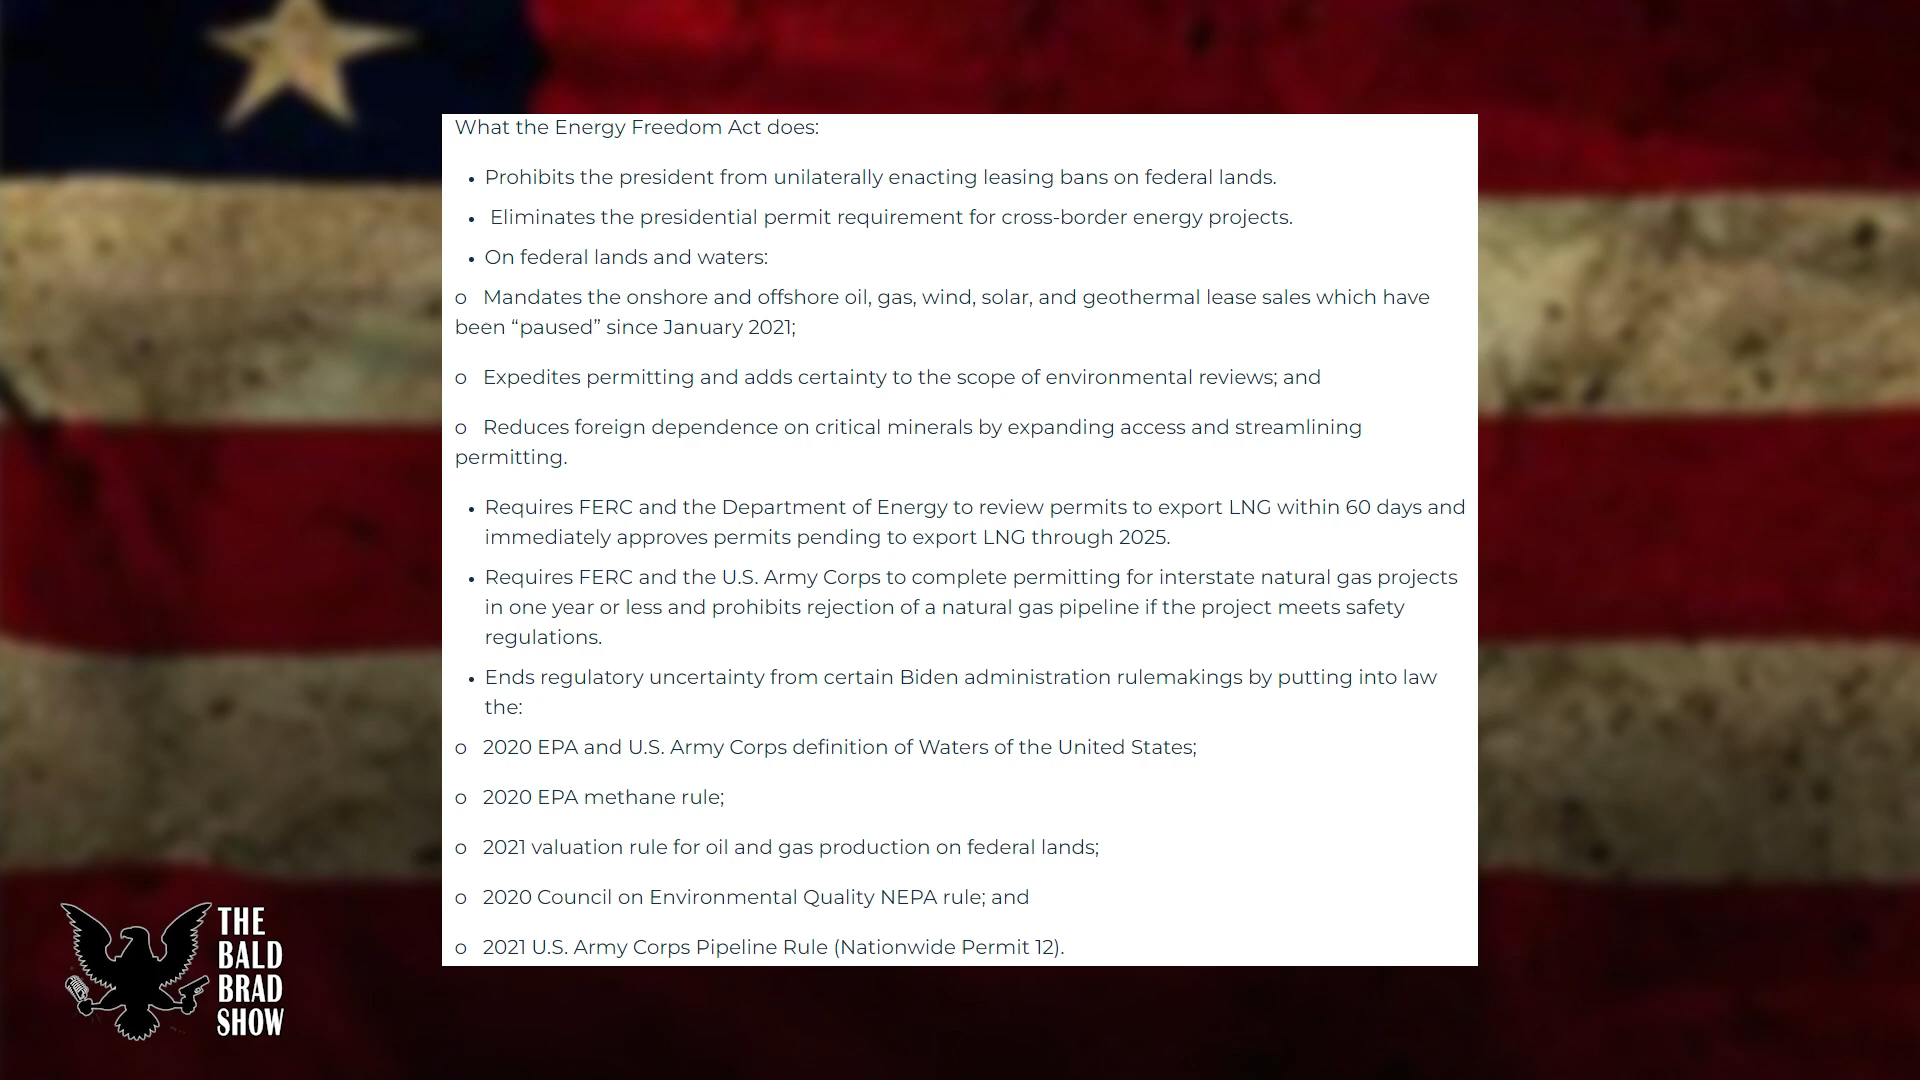 What the Energy Freedom Act does:
• Prohibits the president from unilaterally enacting leasing bans on federal lands.
• Eliminates the presidential permit requirement for cross-border energy projects.
• On federal lands and waters:
o Mandates the onshore and offshore oil, gas, wind, solar, and geothermal lease sales which have
been “paused” since January 2021;
o Expedites permitting and adds certainty to the scope of environmental reviews; and
o Reduces foreign dependence on critical minerals by expanding access and streamlining
permitting.
• Requires FERC and the Department of Energy to review permits to export LNG within 60 days and
immediately approves permits pending to export LNG through 2025.
• Requires FERC and the U.S. Army Corps to complete permitting for interstate natural gas projects
in one year or less and prohibits rejection of a natural gas pipeline if the project meets safety
regulations.
• Ends regulatory uncertainty from certain Biden administration rulemakings by putting into law
the:
o 2020 EPA and U.S. Army Corps definition of Waters of the United States;
o 2020 EPA methane rule;
o 2021 valuation rule for oil and gas production on federal lands;
o 2020 Council on Environmental Quality NEPA rule; and
o 2021 U.S. Army Corps Pipeline Rule (Nationwide Permit 12).
THE
BALD
BRAD
SHOW